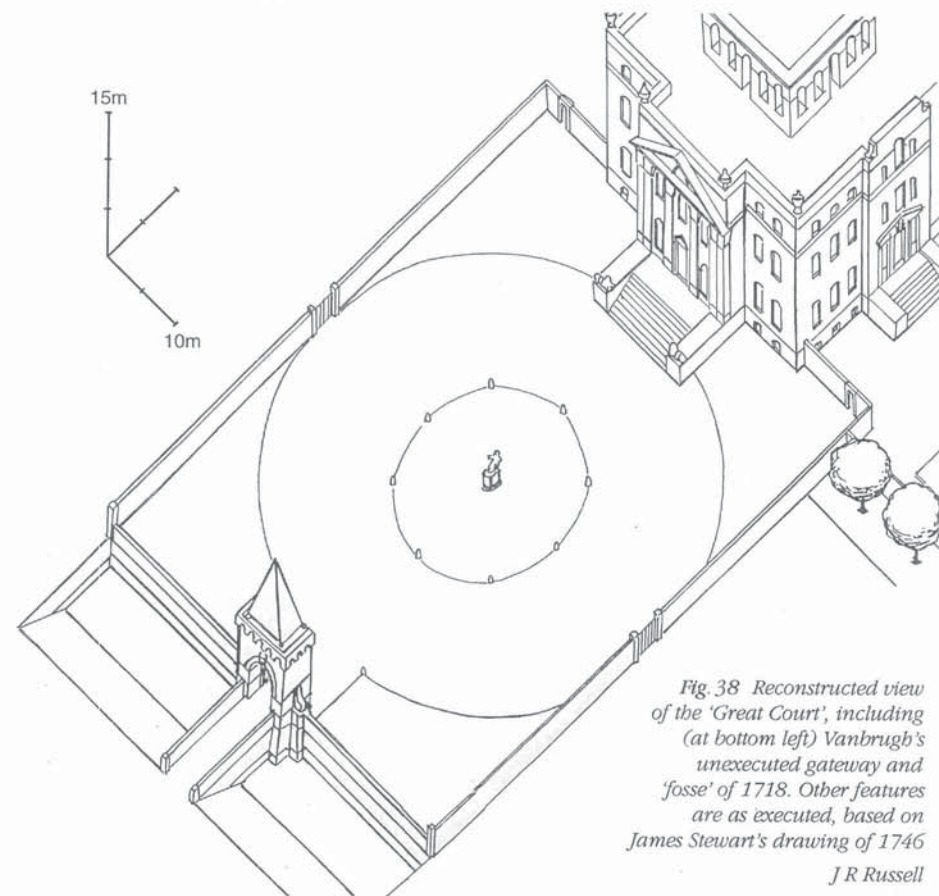 15m
10m
Fig. 38 Reconstructed view
of the ‘Great Court’, including
(at bottom left) Vanbrugh’s
unexecuted gateway and
‘fosse’ of 1718. Other features
are as executed, based on
James Stewart’s drawing of 1746
J R Russell